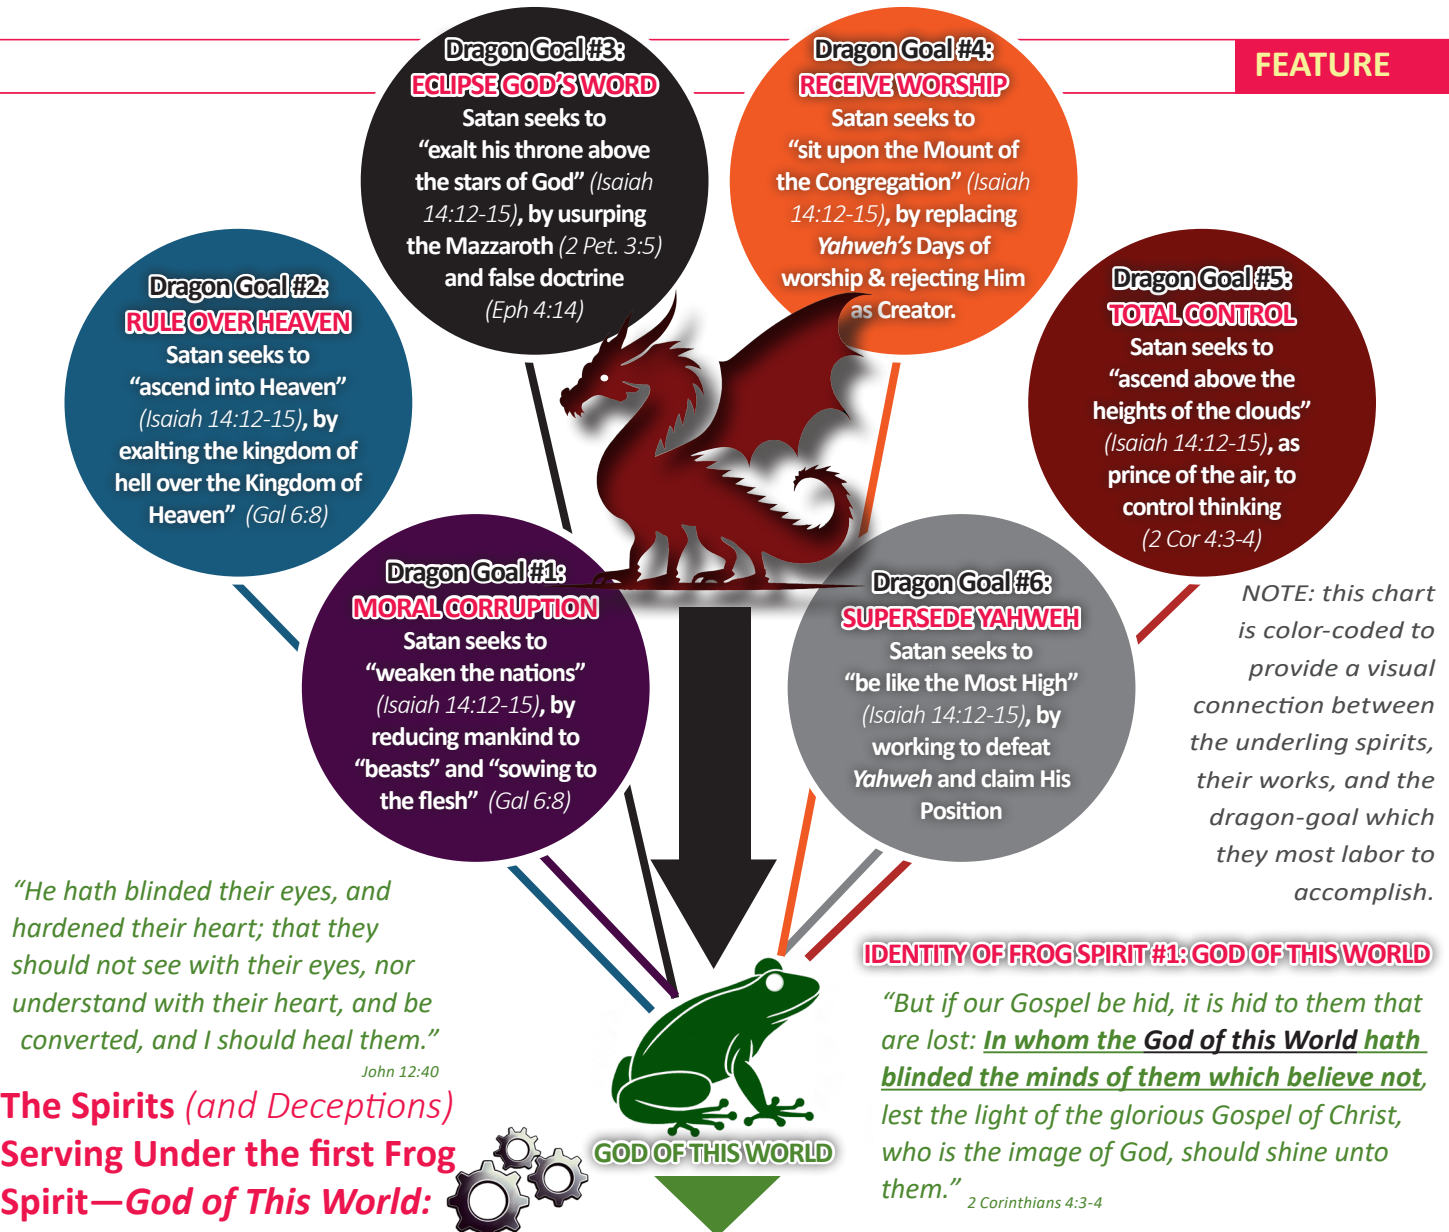 FEATURE
Dragon Goal #3:
ECLIPSE GOD'S WORD
Satan seeks to
“exalt his throne above
the stars of God” (Isaiah
14:12-15), by usurping
the Mazzaroth (2 Pet. 3:5)
and false doctrine
(Eph 4:14)
Dragon Goal #4:
RECEIVE WORSHIP
Satan seeks to
“sit upon the Mount of
the Congregation” (Isaiah
14:12-15), by replacing
Yahweh’s Days of
worship & rejecting Him
as Creator.
Dragon Goal #2:
RULE OVER HEAVEN
Satan seeks to
“ascend into Heaven”
(Isaiah 14:12-15), by
exalting the kingdom of
hell over the Kingdom of
Heaven” (Gal 6:8)
Dragon Goal #5:
TOTAL CONTROL
Satan seeks to
“ascend above the
heights of the clouds”
(Isaiah 14:12-15), as
prince of the air, to
control thinking
(2 Cor 4:3-4)
Dragon Goal #1:
MORAL CORRUPTION
Satan seeks to
“weaken the nations”
(Isaiah 14:12-15), by
reducing mankind to
“beasts” and “sowing to
the flesh” (Gal 6:8)
Dragon Goal #6:
SUPERSEDE YAHWEH
Satan seeks to
“be like the Most High”
(Isaiah 14:12-15), by
working to defeat
Yahweh and claim His
Position
NOTE: this chart
is color-coded to
provide a visual
connection between
the underling spirits,
their works, and the
dragon-goal which
they most labor to
accomplish.
“He hath blinded their eyes, and
hardened their heart; that they
should not see with their eyes, nor
understand with their heart, and be
converted, and I should heal them.”
John 12:40
The Spirits (and Deceptions)
Serving Under the first Frog
Spirit—God of This World:
GOD OF THIS WORLD
IDENTITY OF FROG SPIRIT #1: GOD OF THIS WORLD
“But if our Gospel be hid, it is hid to them that
are lost: In whom the God of this World hath
blinded the minds of them which believe not,
lest the light of the glorious Gospel of Christ,
who is the image of God, should shine unto
them.” 2 Corinthians 4:3-4